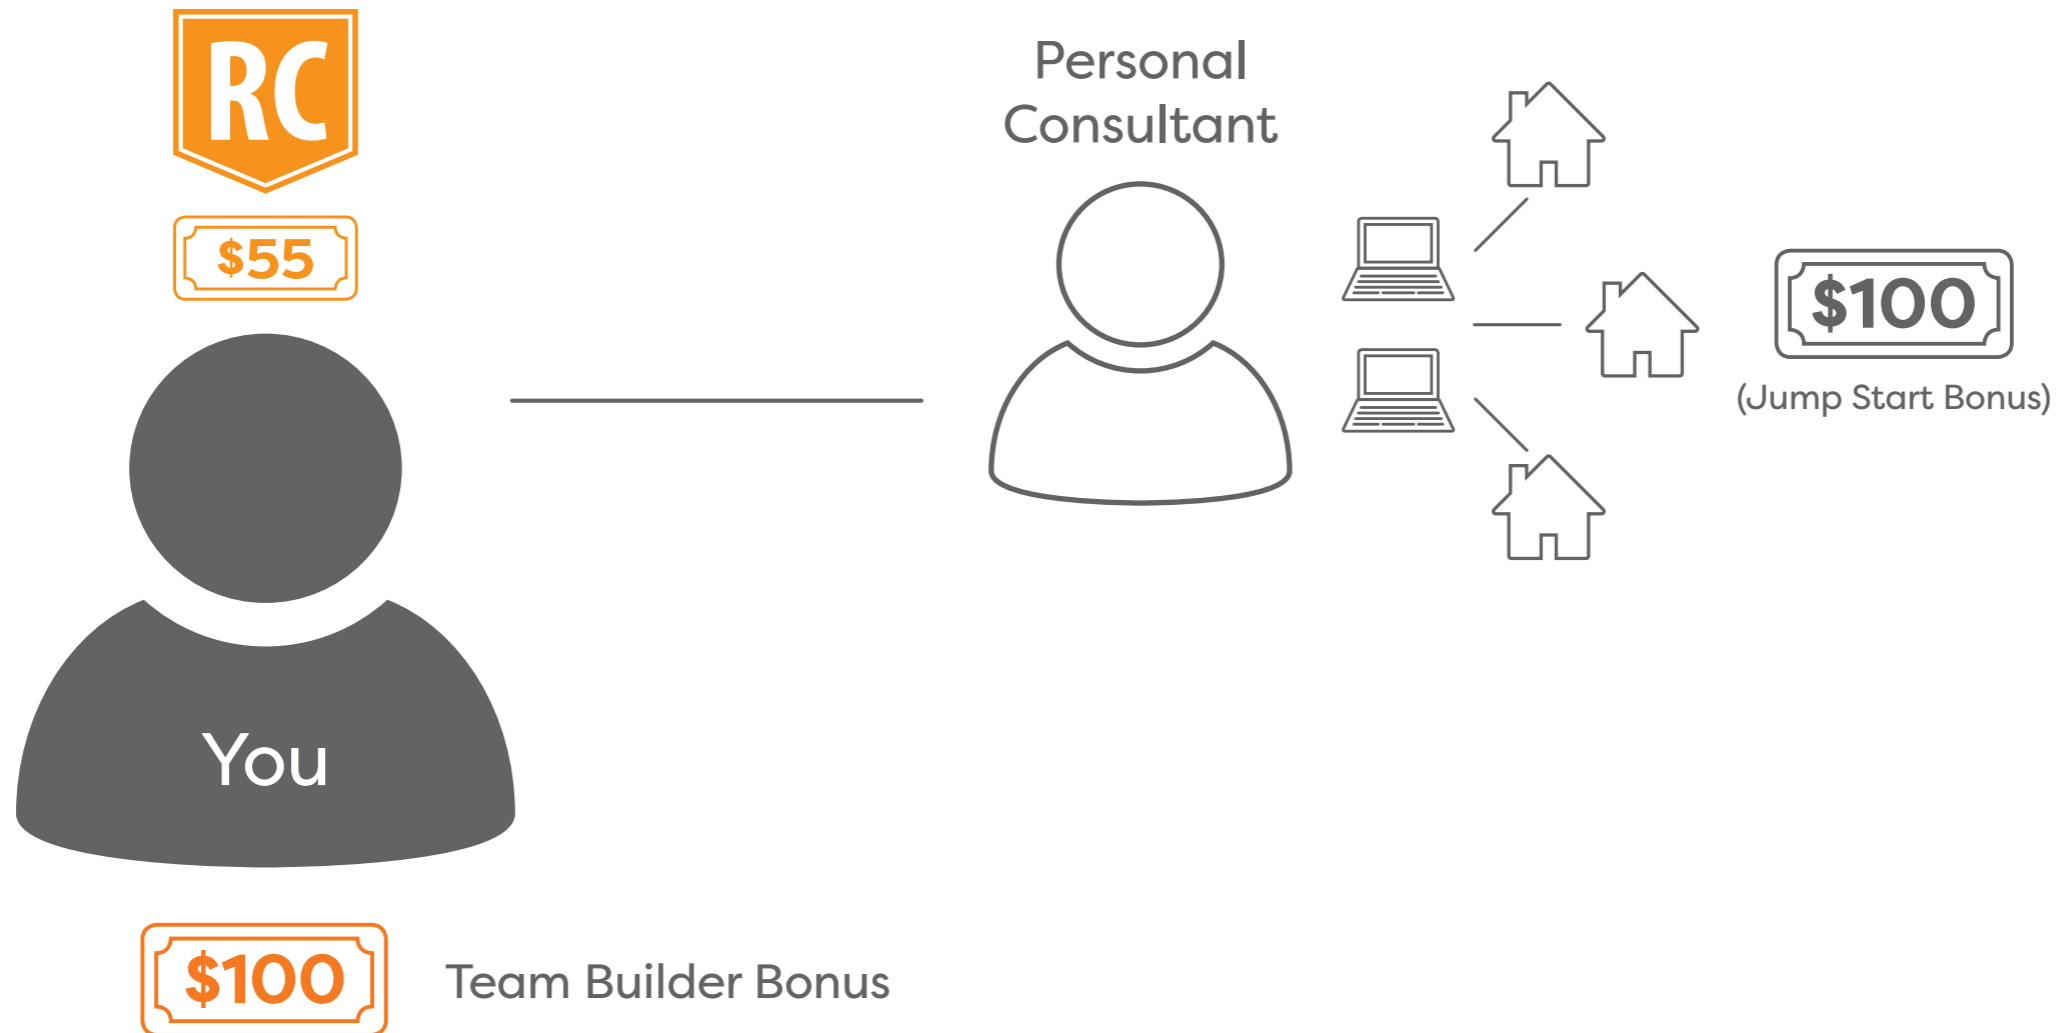 RC
$55
You
$100
Team Builder Bonus
Personal
Consultant
$100
(Jump Start Bonus)